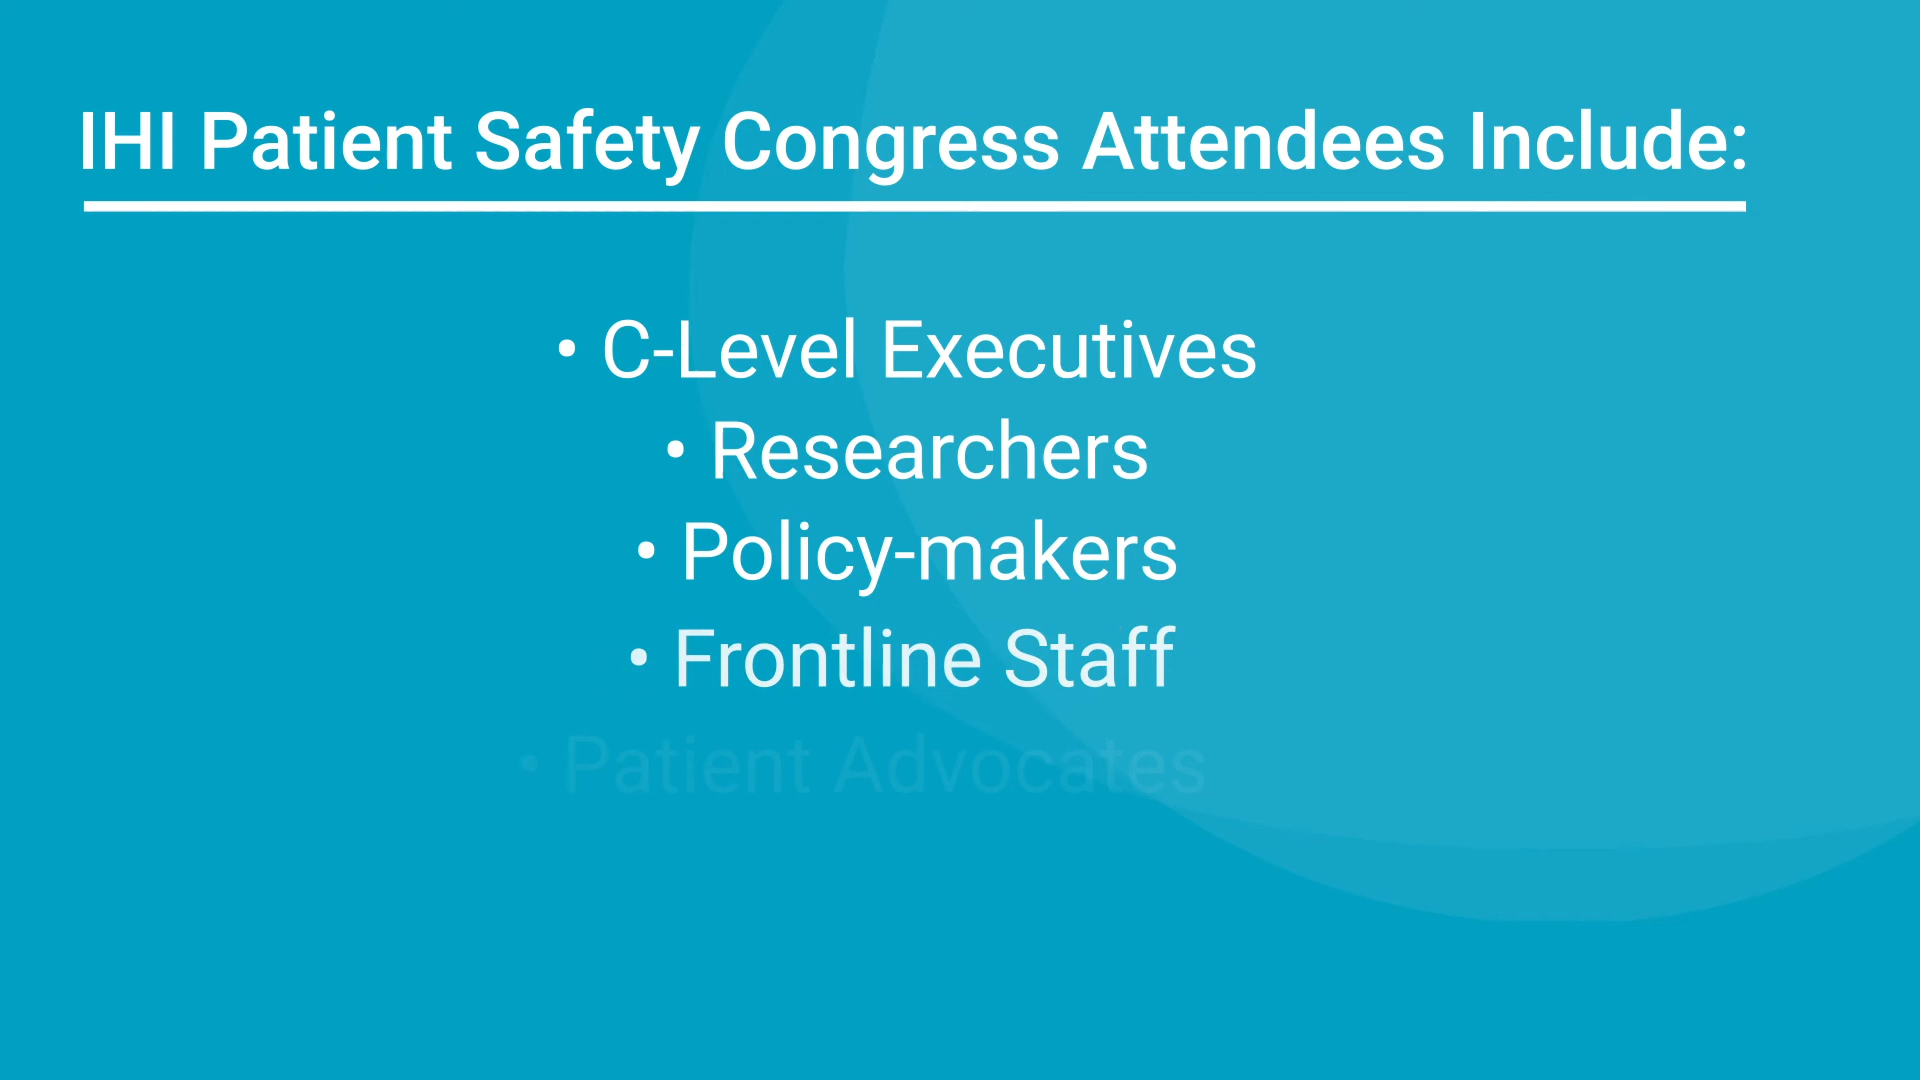 IHI Patient Safety Congress Attendees Include:
• C-Level Executives
• Researchers
• Policy-makers
• Frontline Staff
• Patient Advocates